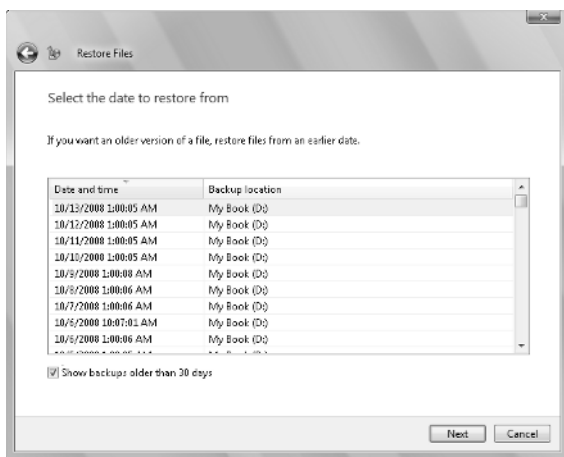 Restore Files
Select the date to restore from
If you want an older version of a file, restore files from an earlier date.
Date and time Backup location
10/13/2008 1:00:05 AM My Book (D:)
10/12/2008 1:00:05 AM My Book (D:)
10/11/2008 1:00:05 AM My Book (D:)
10/10/2008 1:00:05 AM My Book (D:)
10/9/2008 1:00:08 AM My Book (D:)
10/8/2008 1:00:06 AM My Book (D:)
10/7/2008 1:00:06 AM My Book (D:)
10/6/2008 10:07:01 AM My Book (D:)
10/6/2008 1:00:06 AM My Book (D:)
Show backups older than 30 days
Next Cancel